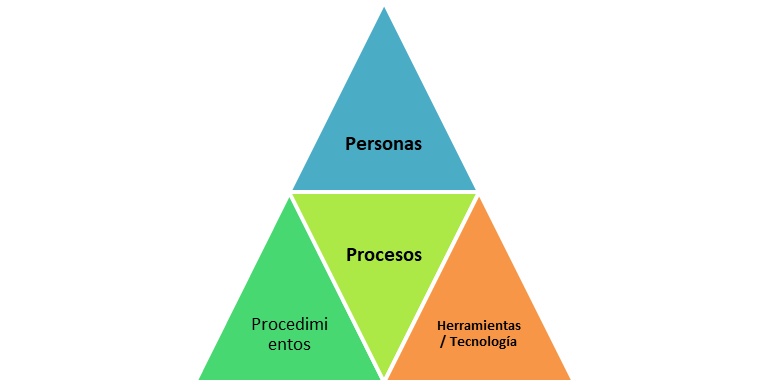 Personas
Procesos
Procedimi
entos
Herramientas
/ Tecnología